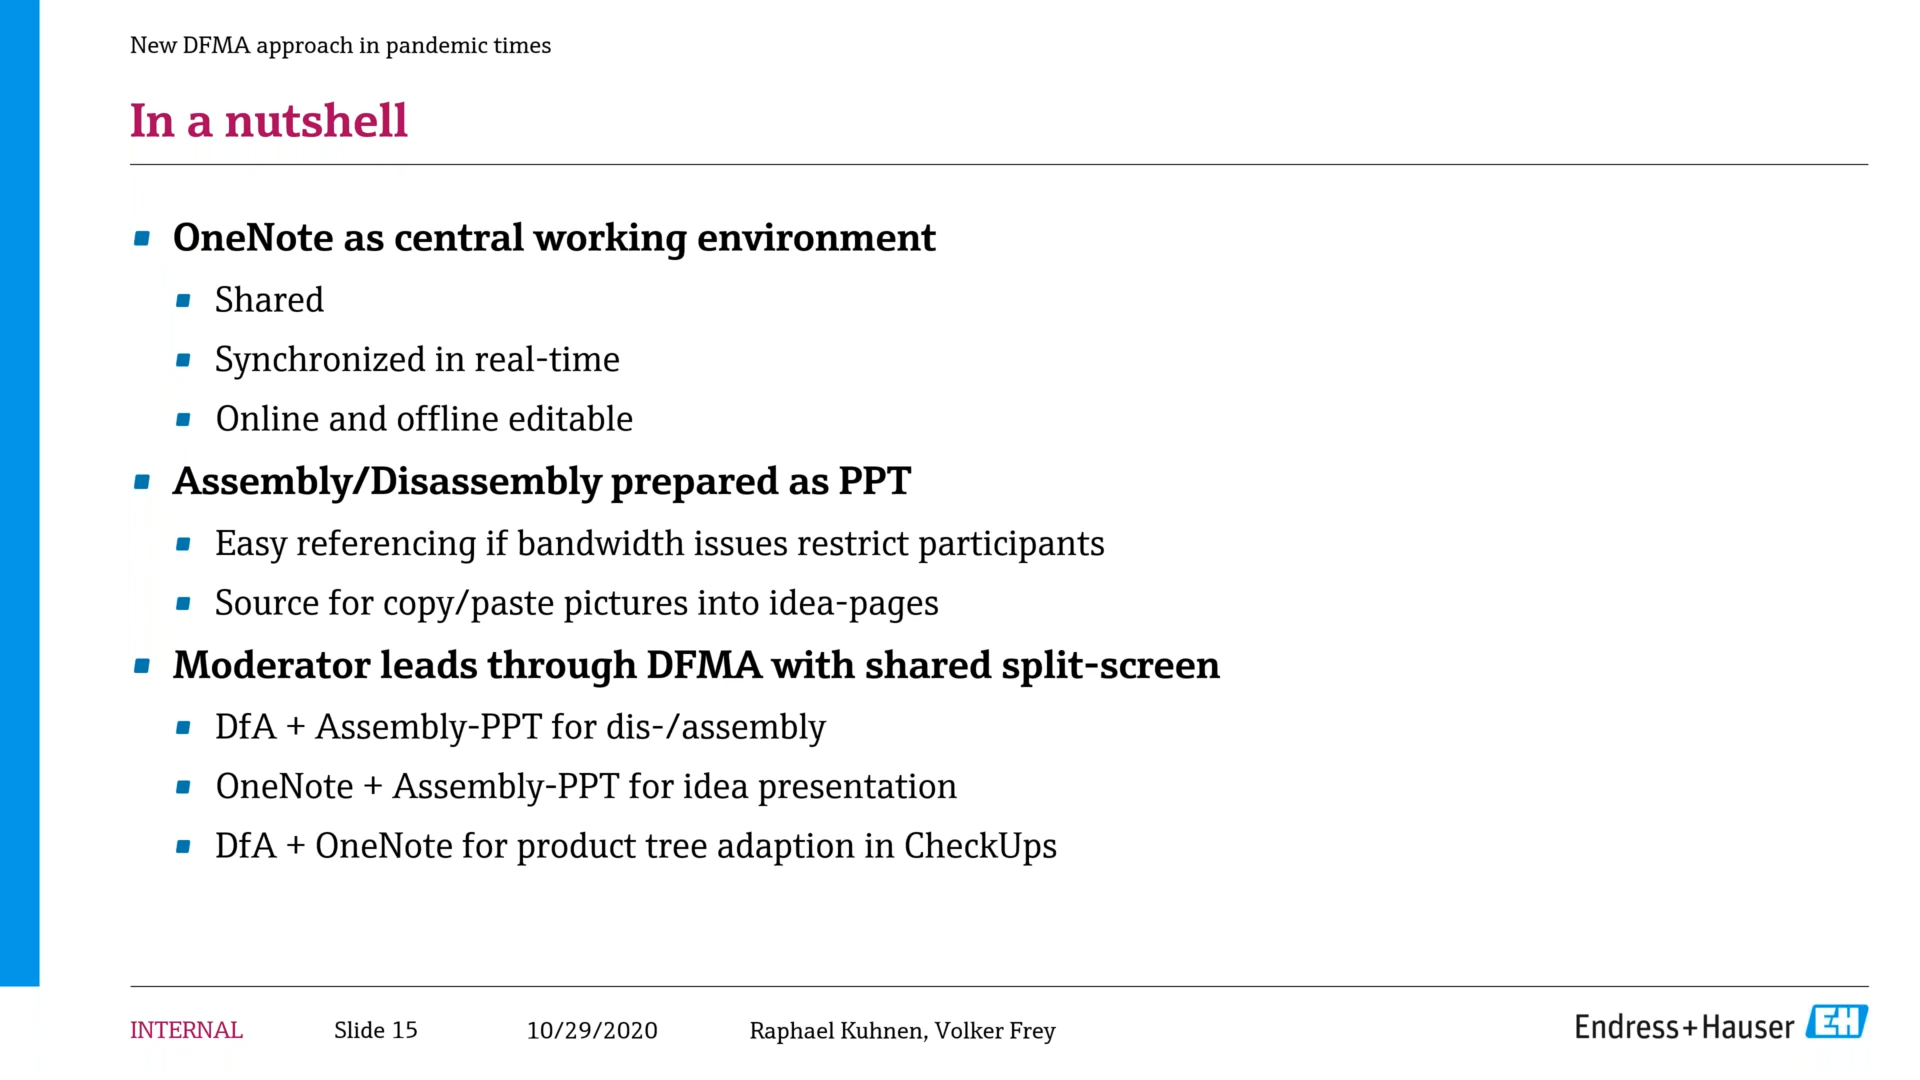 New DFMA approach in pandemic times
In a nutshell
OneNote as central working environment
Shared
Synchronized in real-time
Online and offline editable
Assembly/Disassembly prepared as PPT
Easy referencing if bandwidth issues restrict participants
Source for copy/paste pictures into idea-pages
Moderator leads through DFMA with shared split-screen
DfA + Assembly-PPT for dis-/assembly
OneNote + Assembly-PPT for idea presentation
DfA + OneNote for product tree adaption in CheckUps
INTERNAL Slide 15 10/29/2020 Raphael Kuhnen, Volker Frey Endress+Hauser EH